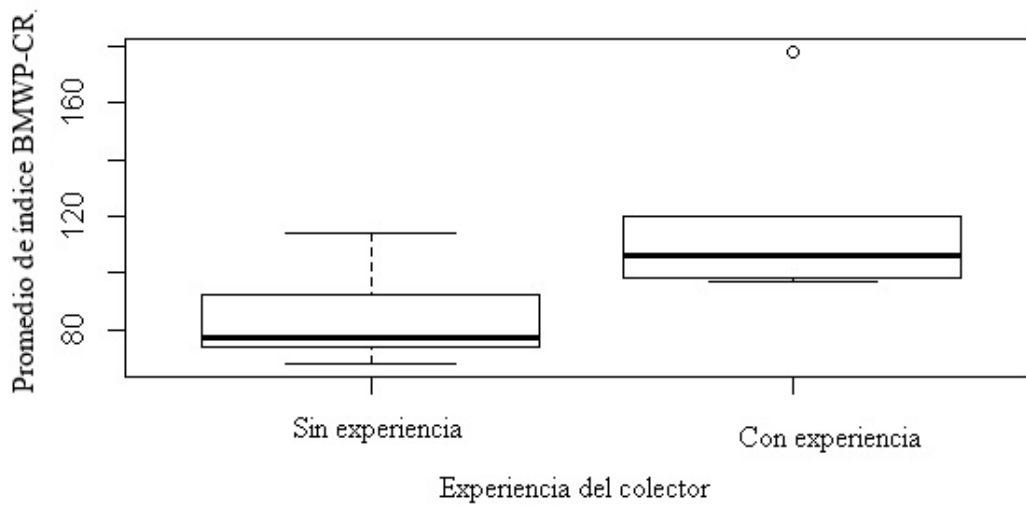 Promedio de índice BMWP-CR.
160
120
80
Sin experiencia
Con experiencia
Experiencia del colector